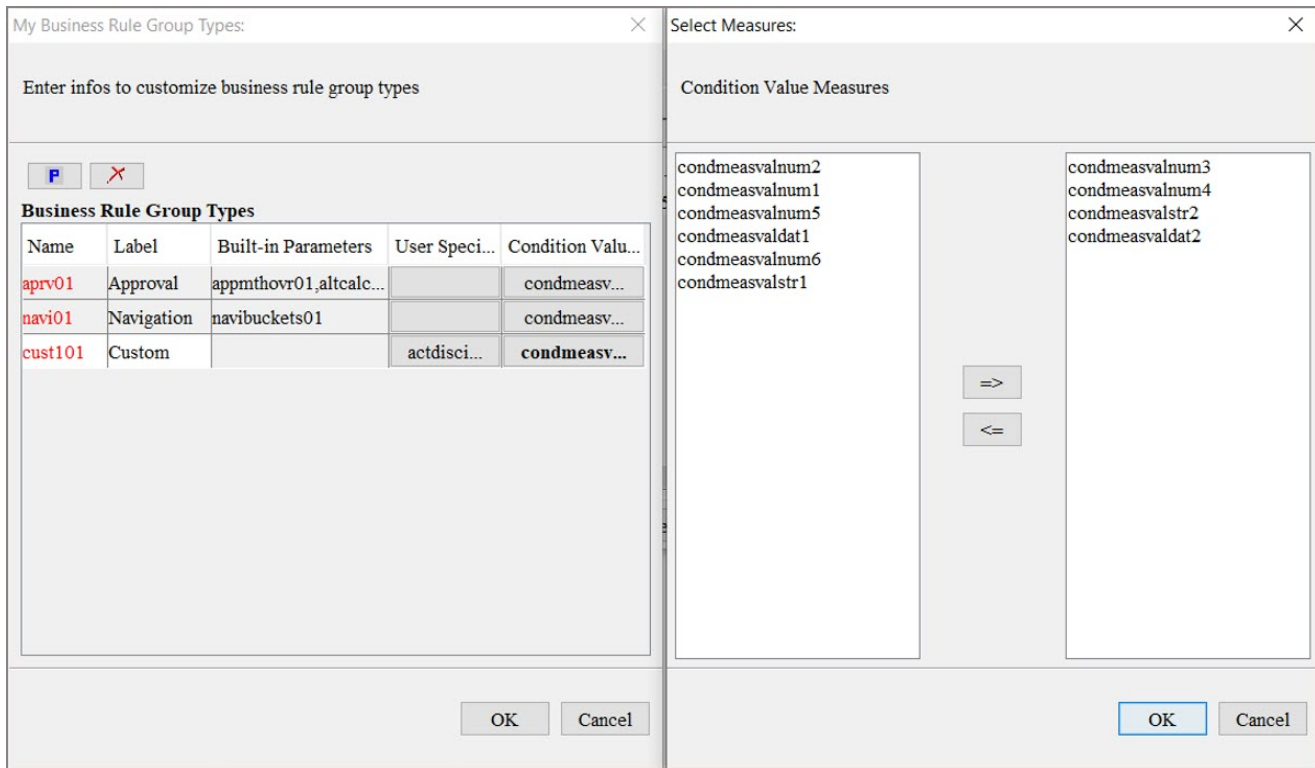 My Business Rule Group Types:
Enter infos to customize business rule group types
P
Business Rule Group Types
Name Label Built-in Parameters User Speci... Condition Valu...
aprv01 Approval appmthovr01,altcalc... condmeasv...
navi01 Navigation navibuckets01 condmeasv...
cust101 Custom actdisci... condmeasv...
OK Cancel
Select Measures:
Condition Value Measures
condmeasvalnum2
condmeasvalnum1
condmeasvalnum5
condmeasvaldat1
condmeasvalnum6
condmeasvalstr1
=>
<=
condmeasvalnum3
condmeasvalnum4
condmeasvalstr2
condmeasvaldat2
OK Cancel